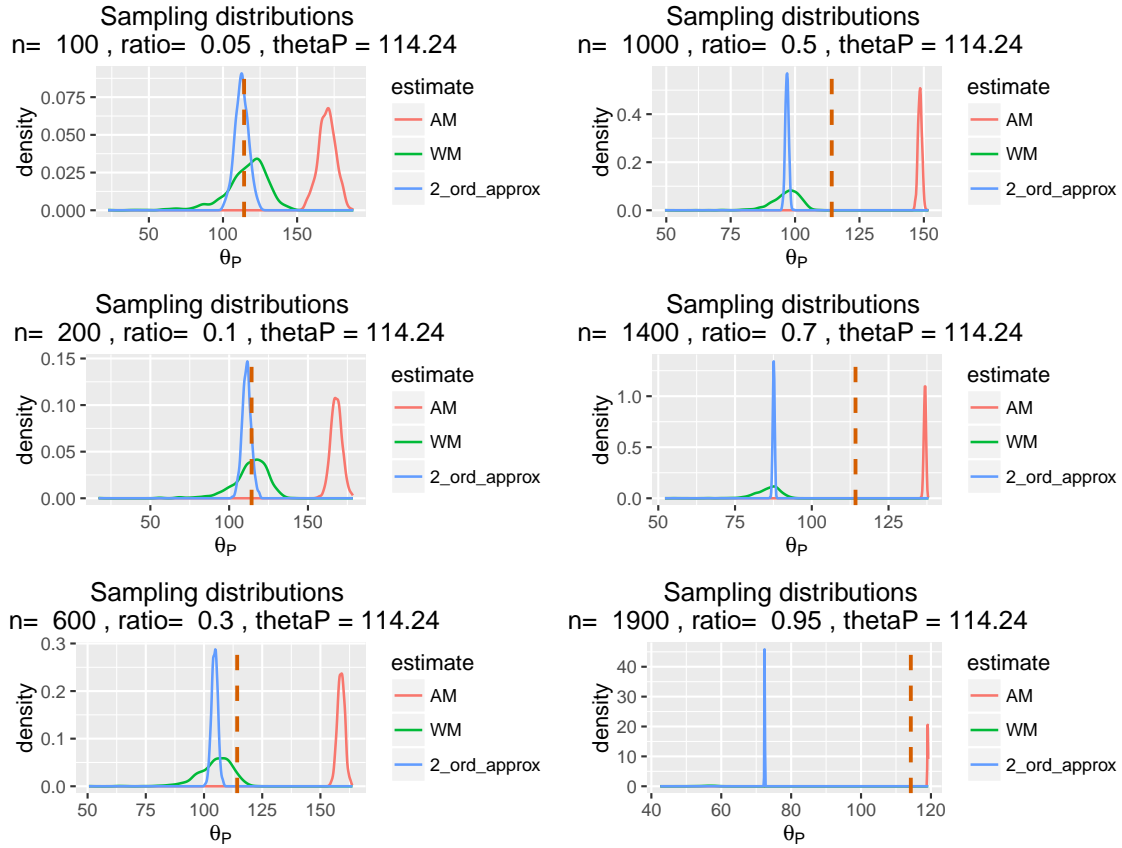 Sampling distributions
n= 100 , ratio= 0.05 , thetaP = 114.24
density
0.075
0.050
0.025
0.000
50
100
150
θP
estimate
AM
WM
2_ord_approx
Sampling distributions
n= 1000 , ratio= 0.5 , thetaP = 114.24
density
0.4
0.2
0.0
50
75
100
125
150
θP
estimate
AM
WM
2_ord_approx
Sampling distributions
n= 200 , ratio= 0.1 , thetaP = 114.24
density
0.15
0.10
0.05
0.00
50
100
150
θP
estimate
AM
WM
2_ord_approx
Sampling distributions
n= 1400 , ratio= 0.7 , thetaP = 114.24
density
1.0
0.5
0.0
50
75
100
125
θP
estimate
AM
WM
2_ord_approx
Sampling distributions
n= 600 , ratio= 0.3 , thetaP = 114.24
density
0.3
0.2
0.1
0.0
50
75
100
125
150
θP
estimate
AM
WM
2_ord_approx
Sampling distributions
n= 1900 , ratio= 0.95 , thetaP = 114.24
density
40
30
20
10
0
40
60
80
100
120
θP
estimate
AM
WM
2_ord_approx